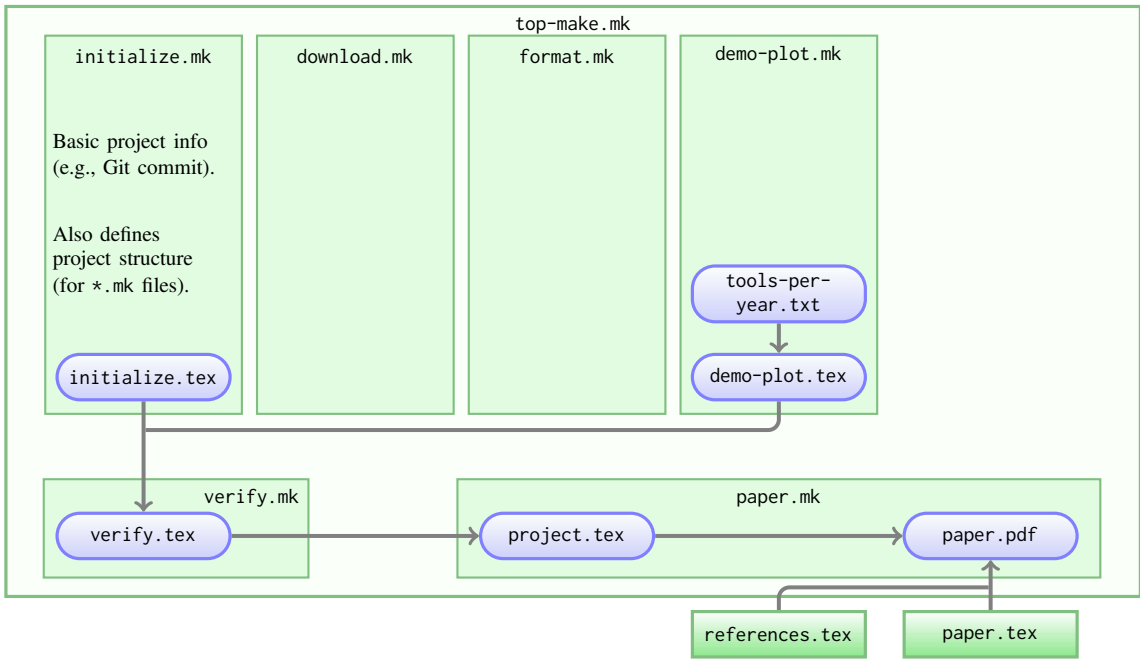 top-make.mk
initialize.mk
download.mk
format.mk
demo-plot.mk
Basic project info
(e.g., Git commit).
Also defines
project structure
(for *.mk files).
tools-per-
year.txt
initialize.tex
demo-plot.tex
verify.mk
paper.mk
verify.tex
project.tex
paper.pdf
references.tex
paper.tex